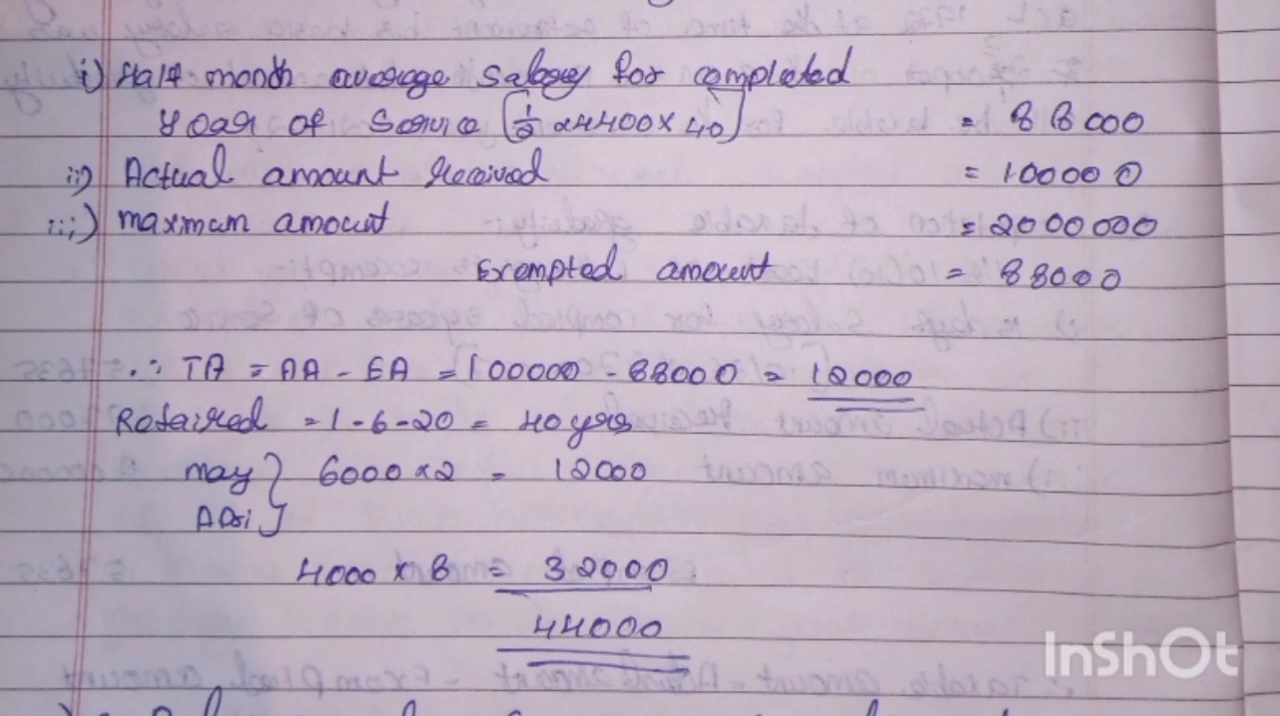 i) Half month average salary for completed
year of Service [1/2 x 4400 x 40] = 88000
ii) Actual amount Received = 100000
iii) maximum amount = 2000000
Exempted amount = 88000
∴ TA = AA - EA = 100000 - 88000 = 12000
Retaired = 1-6-20 = 40 yrs
may } 6000 x 2 = 12000
April
4000 x 8 = 32000
44000
InShOt